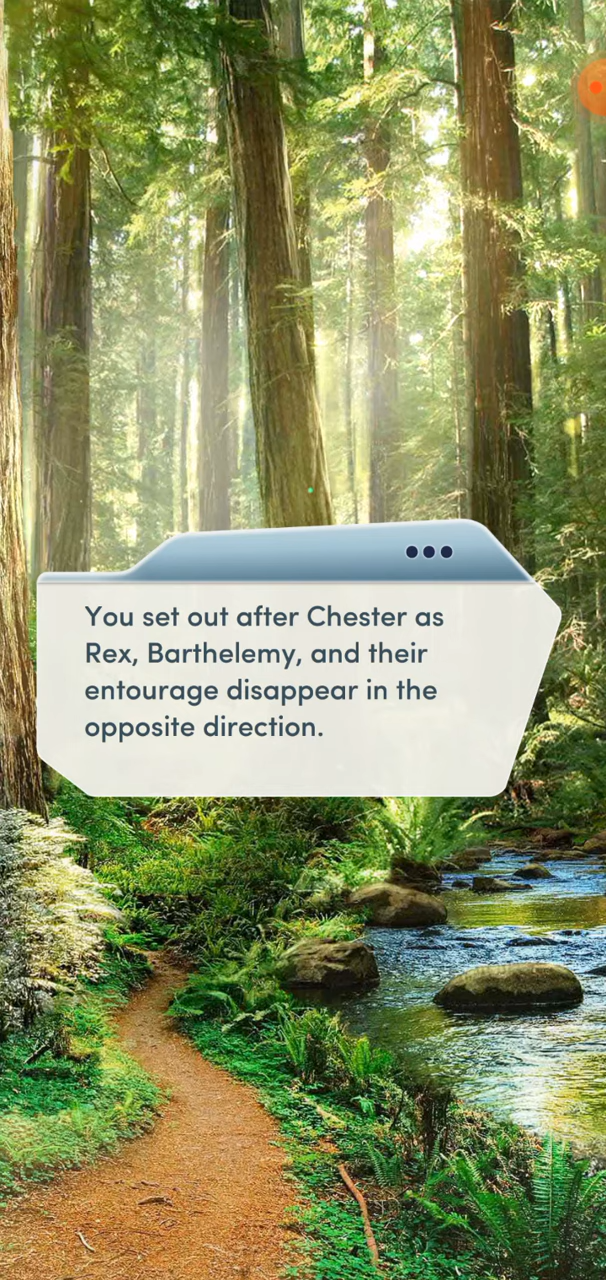 You set out after Chester as
Rex, Barthelemy, and their
entourage disappear in the
opposite direction.